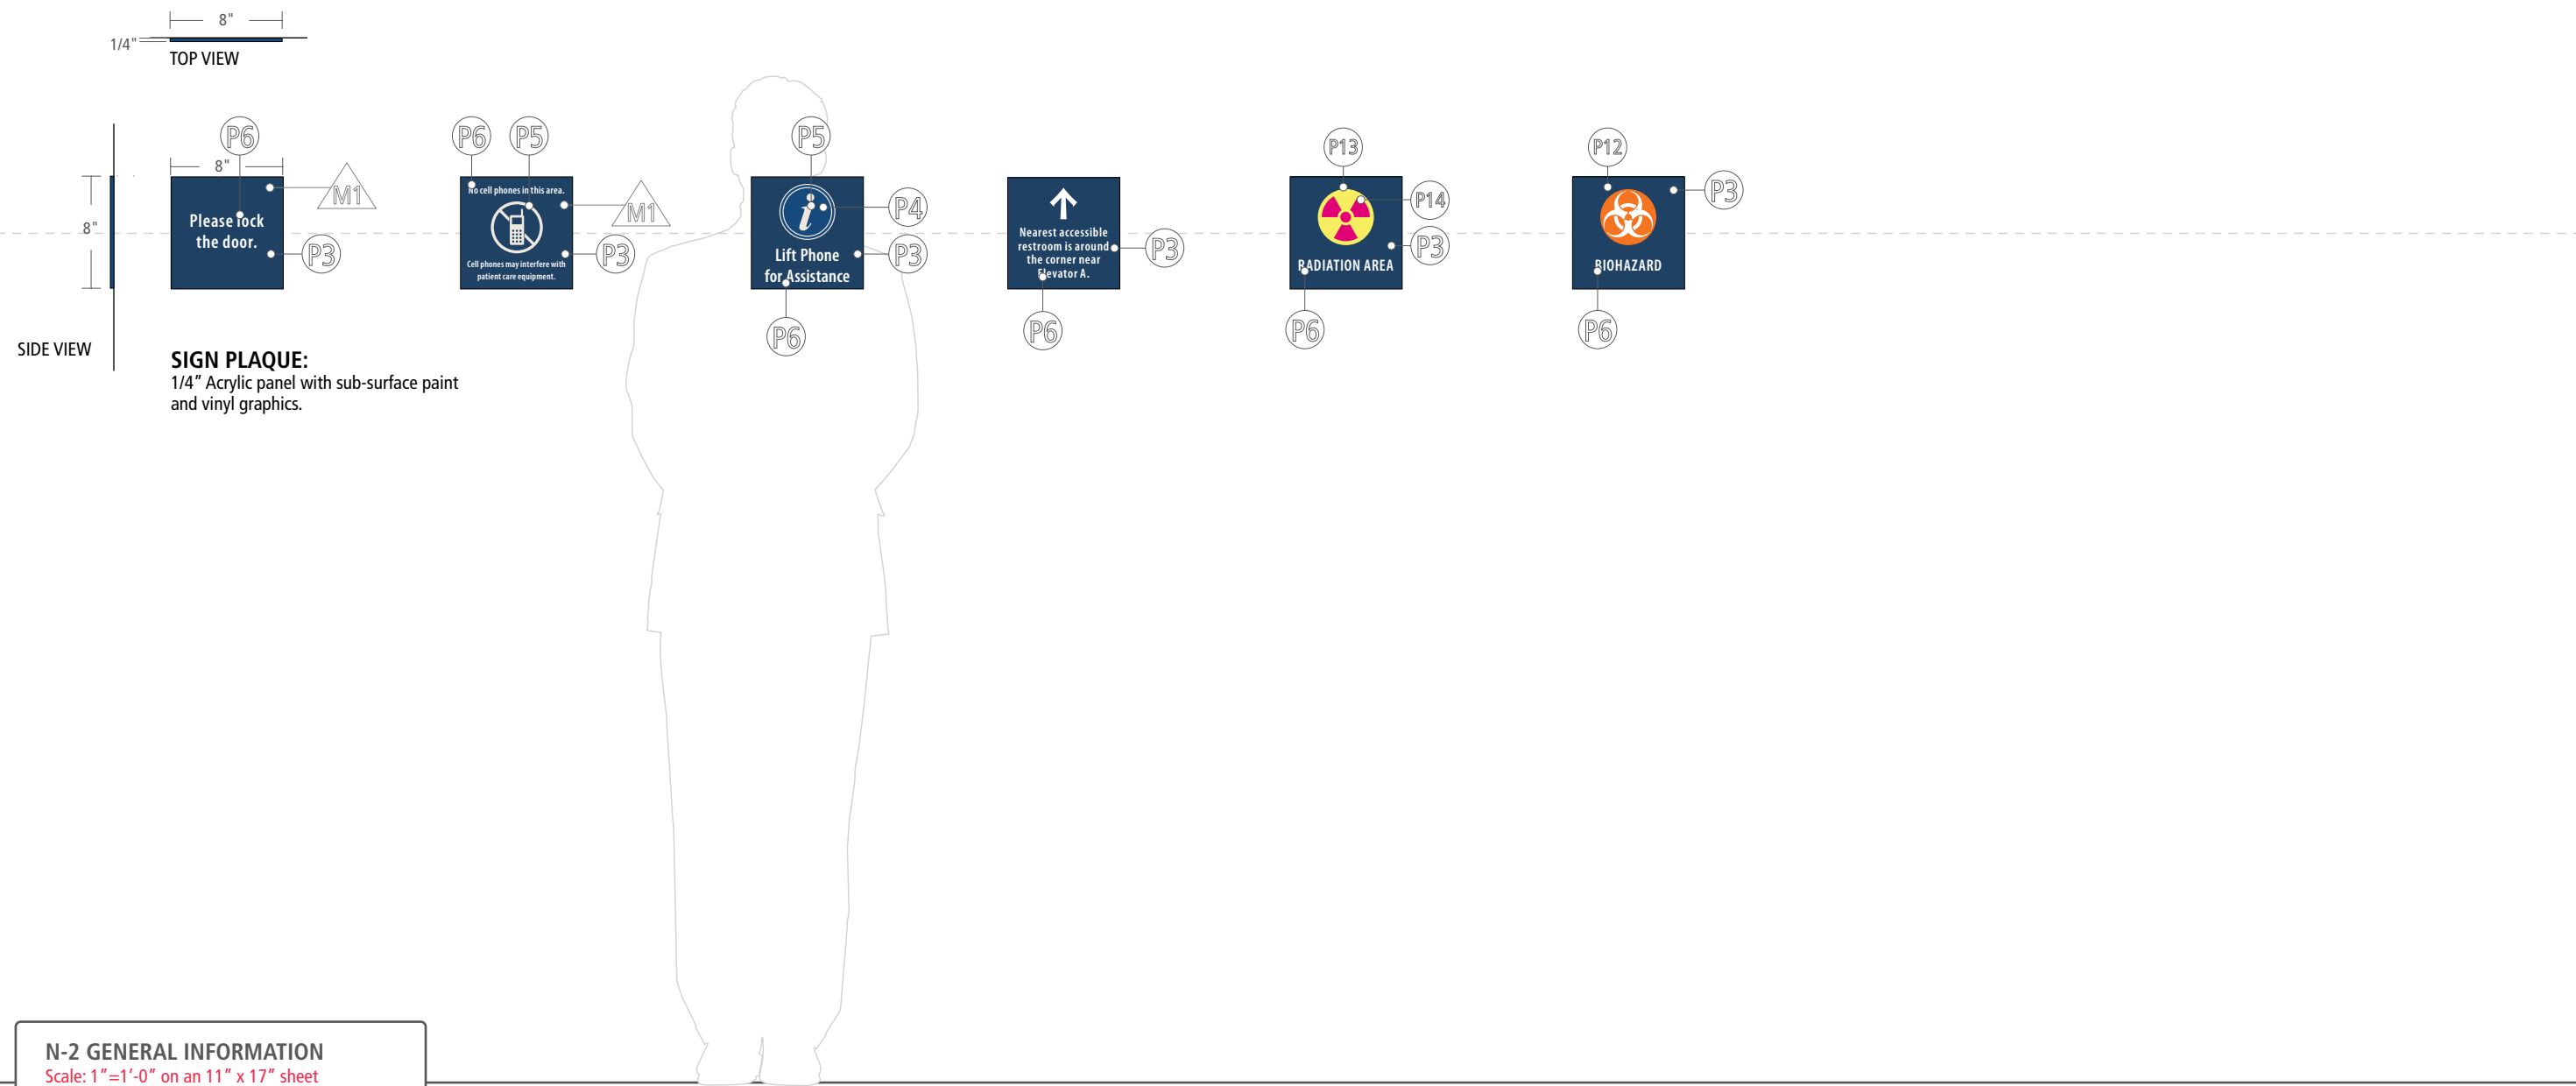 8"
1/4"
TOP VIEW
P6
P6
P5
P5
P13
P12
8"
M1
M1
P4
P14
P3
8"
Please lock
the door.
P3
No cell phones in this area.
Cell phones may interfere with
patient care equipment.
P3
i
Lift Phone
for Assistance
P3
Nearest accessible
restroom is around
the corner near
Elevator A.
P3
RADIATION AREA
P3
BIOHAZARD
P6
P6
P6
P6
SIDE VIEW
SIGN PLAQUE:
1/4" Acrylic panel with sub-surface paint
and vinyl graphics.
N-2 GENERAL INFORMATION
Scale: 1"=1'-0" on an 11" x 17" sheet